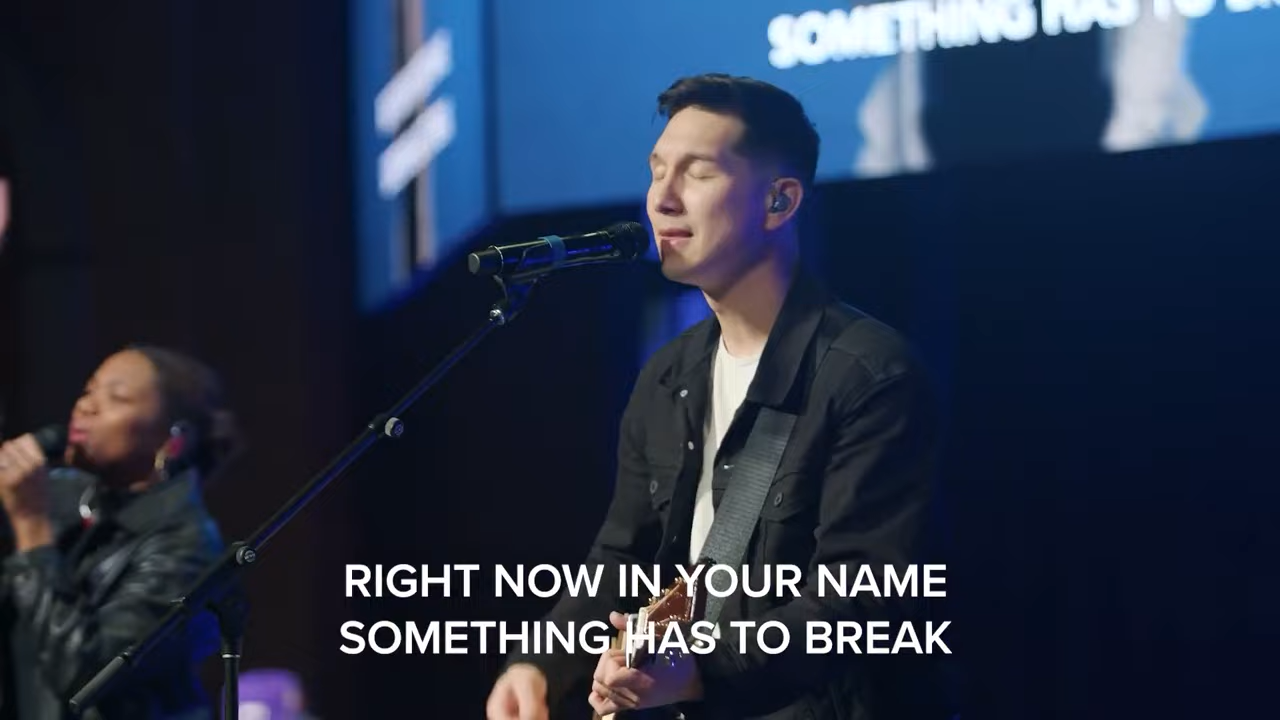 SOMETHING HAS TO
RIGHT NOW IN YOUR NAME
SOMETHING HAS TO BREAK